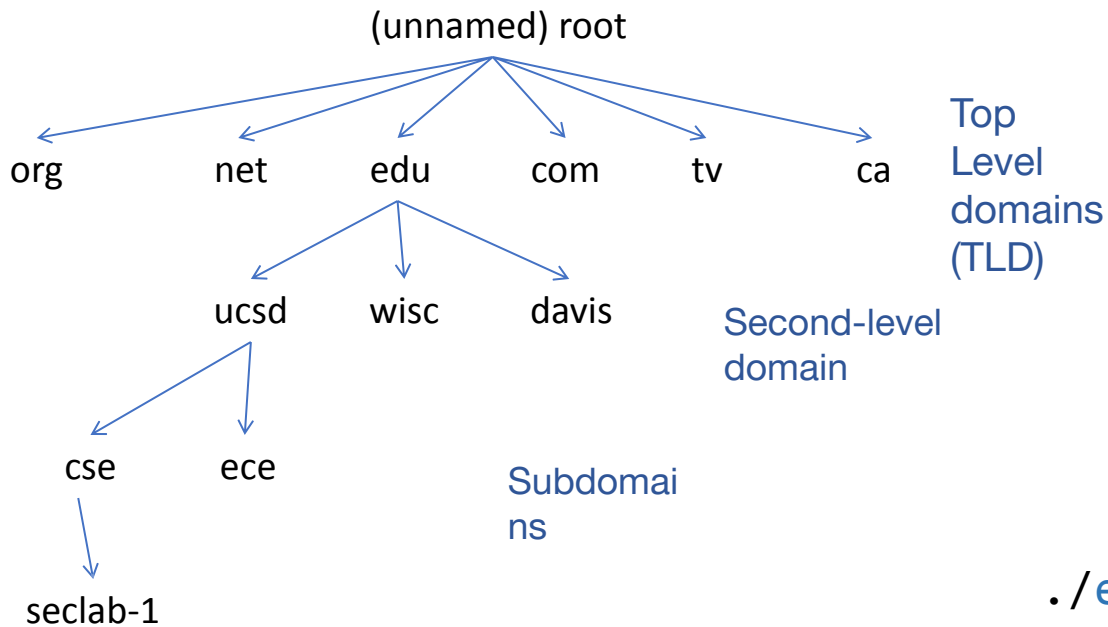 (unnamed) root
org net edu com tv ca
Top
Level
domains
(TLD)
ucsd wisc davis
Second-level
domain
cse ece
Subdomai
ns
seclab-1
./e